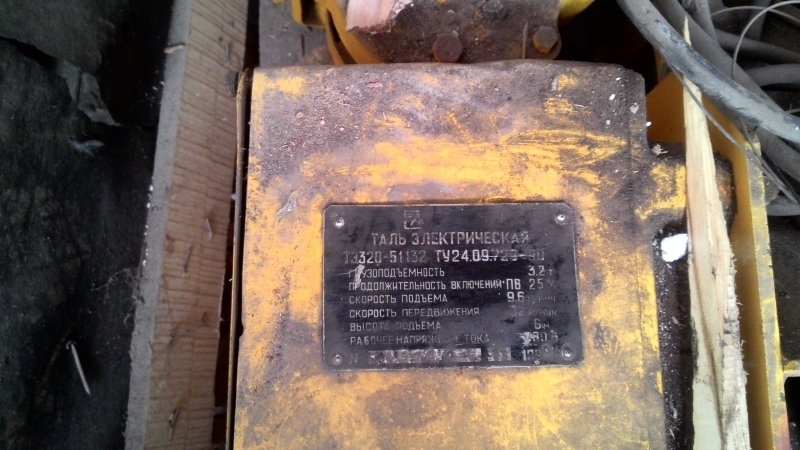 ТАЛЬ ЭЛЕКТРИЧЕСКАЯ
ТЭ320-51132 ТУ24.09.
ГРУЗОПОДЪЕМНОСТЬ 3.2 т
ПРОДОЛЖИТЕЛЬНОСТЬ ВКЛЮЧЕНИЙ ПВ 25 %
СКОРОСТЬ ПОДЪЕМА 9.6
СКОРОСТЬ ПЕРЕДВИЖЕНИЯ 32
ВЫСОТА ПОДЪЕМА 6м
РАБОЧЕЕ НАПРЯЖ ТОКА
N